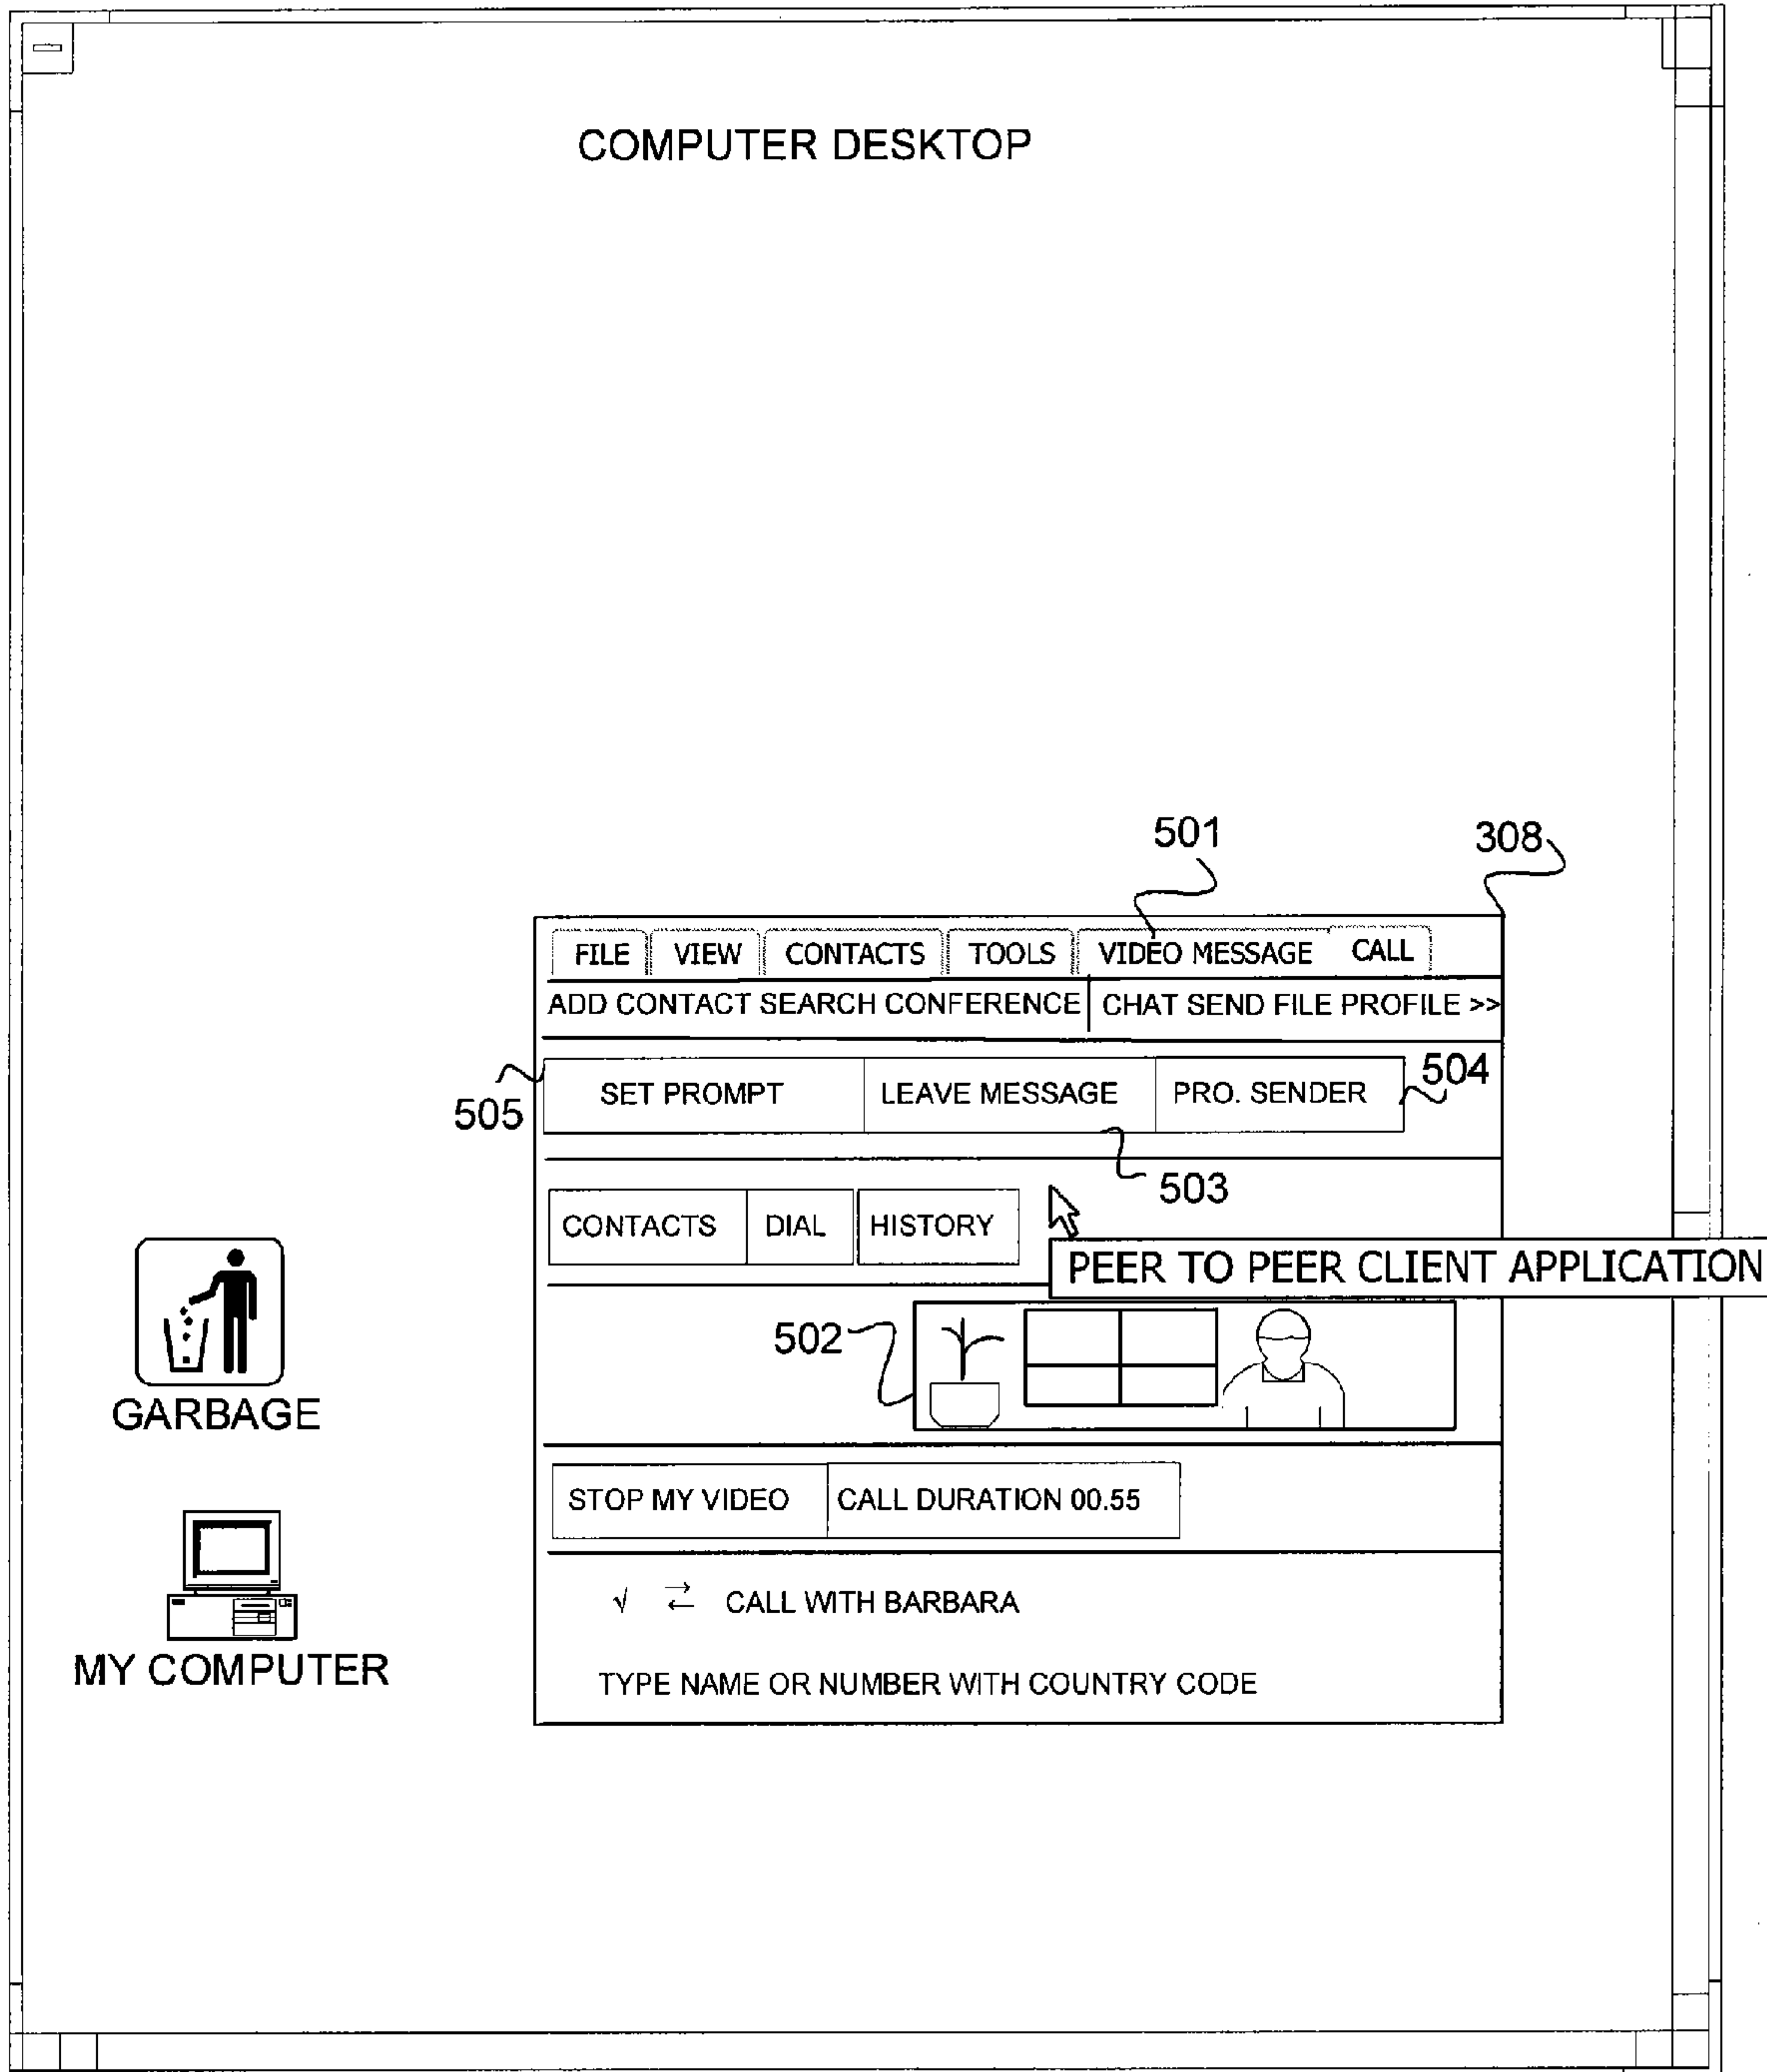 COMPUTER DESKTOP
501
308
FILE VIEW CONTACTS TOOLS VIDEO MESSAGE CALL
ADD CONTACT SEARCH CONFERENCE CHAT SEND FILE PROFILE >>
504
505
SET PROMPT LEAVE MESSAGE PRO. SENDER
503
CONTACTS DIAL HISTORY
PEER TO PEER CLIENT APPLICATION
502
GARBAGE
STOP MY VIDEO CALL DURATION 00.55
√ → ← CALL WITH BARBARA
MY COMPUTER
TYPE NAME OR NUMBER WITH COUNTRY CODE